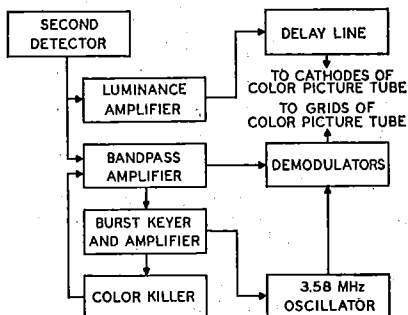 SECOND
DETECTOR
DELAY LINE
LUMINANCE
AMPLIFIER
TO CATHODES OF
COLOR PICTURE TUBE
TO GRIDS OF
COLOR PICTURE TUBE
BANDPASS
AMPLIFIER
DEMODULATORS
BURST KEYER
AND AMPLIFIER
COLOR KILLER
3.58 MHz
OSCILLATOR